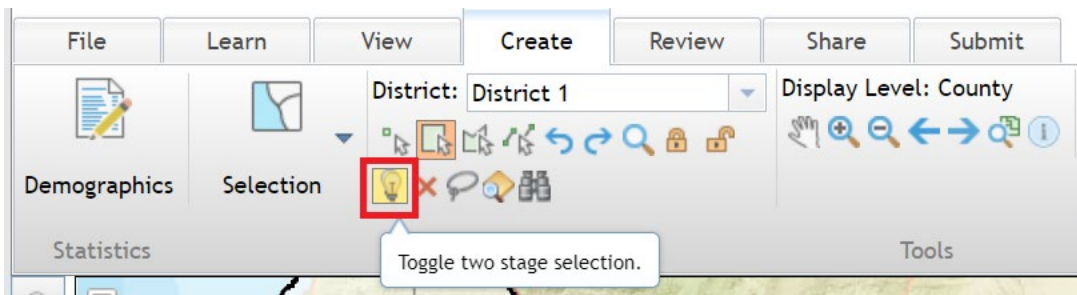 File Learn View Create Review Share Submit
District: District 1
Display Level: County
Demographics
Selection
Statistics
Tools
Toggle two stage selection.